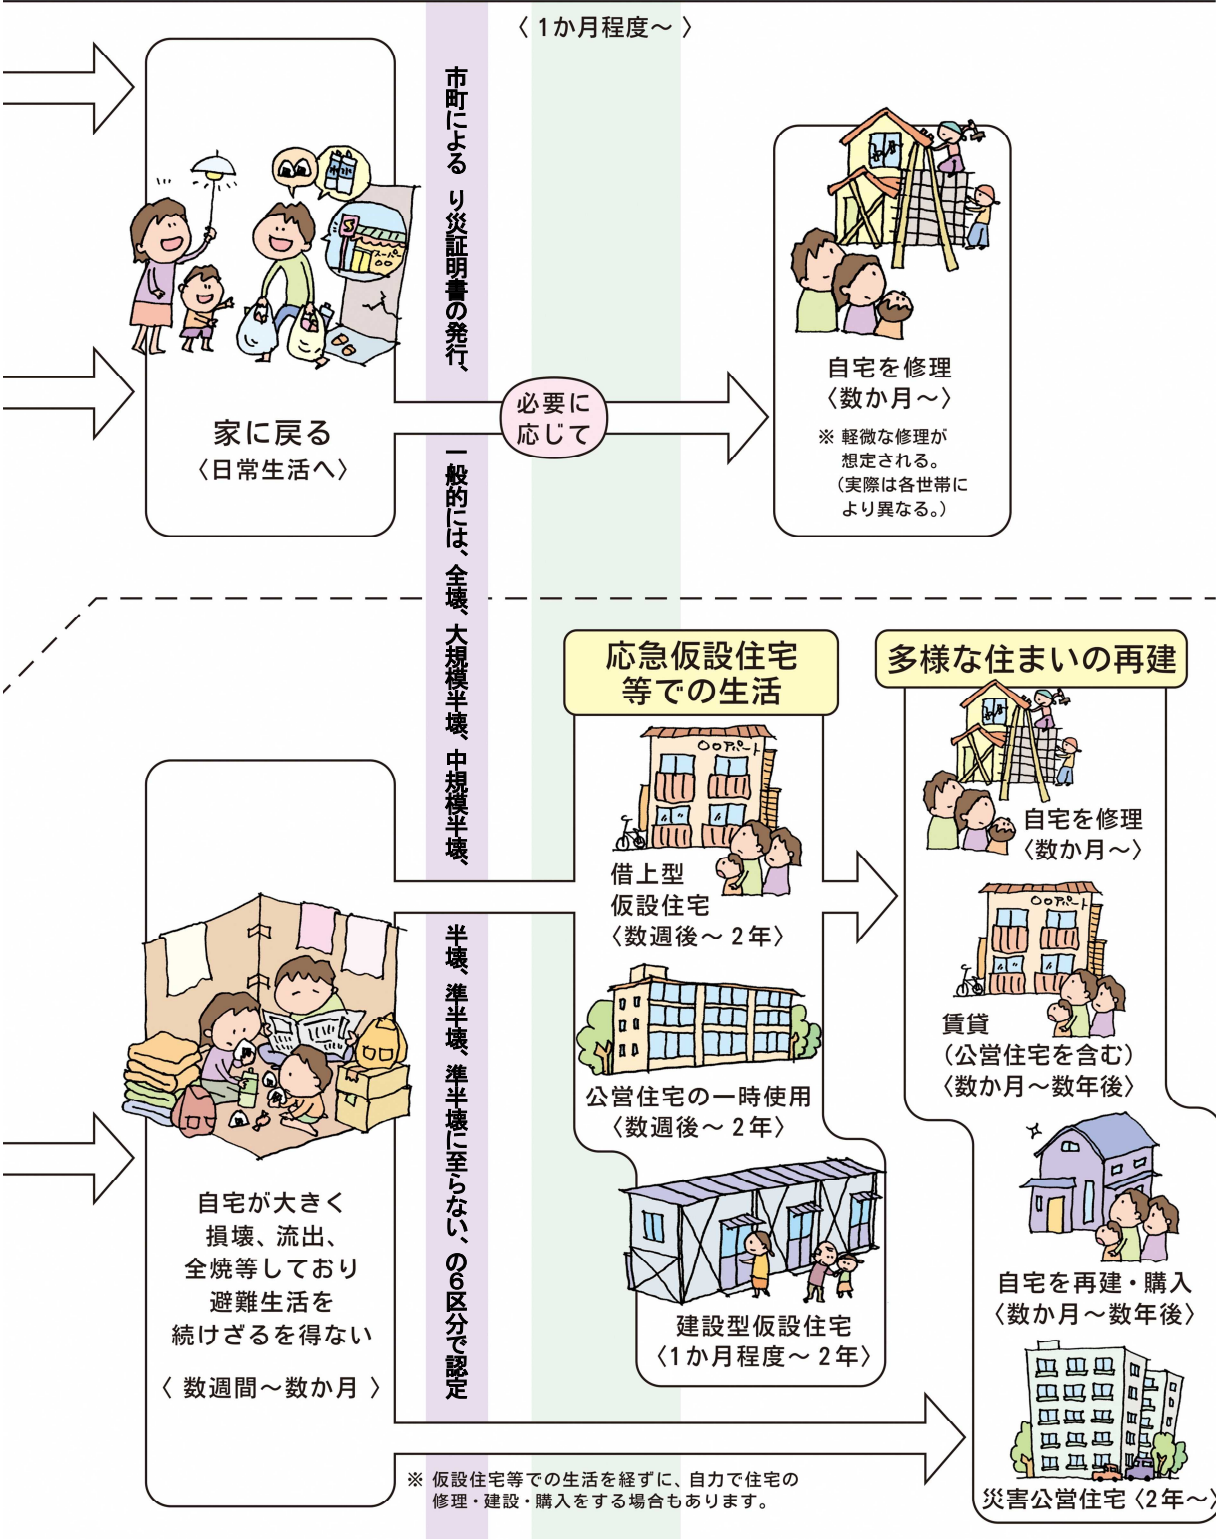 〈 1か月程度～ 〉
市町による り災証明書の発行、
一般的には、全壊、大規模半壊、中規模半壊、
半壊、準半壊、準半壊に至らない、の6区分で認定
スーパー
○○
水
水
家に戻る
〈日常生活へ〉
必要に
応じて
自宅を修理
〈数か月～〉
※ 軽微な修理が
想定される。
（実際は各世帯に
より異なる。）
自宅が大きく
損壊、流出、
全焼等しており
避難生活を
続けざるを得ない
〈 数週間～数か月 〉
応急仮設住宅
等での生活
○○アパート
借上型
仮設住宅
〈数週後～ 2年〉
公営住宅の一時使用
〈数週後～ 2年〉
建設型仮設住宅
〈1か月程度～ 2年〉
多様な住まいの再建
自宅を修理
〈数か月～〉
○○アパート
賃貸
（公営住宅を含む）
〈数か月～数年後〉
自宅を再建・購入
〈数か月～数年後〉
災害公営住宅〈2年～〉
※ 仮設住宅等での生活を経ずに、自力で住宅の
修理・建設・購入をする場合もあります。